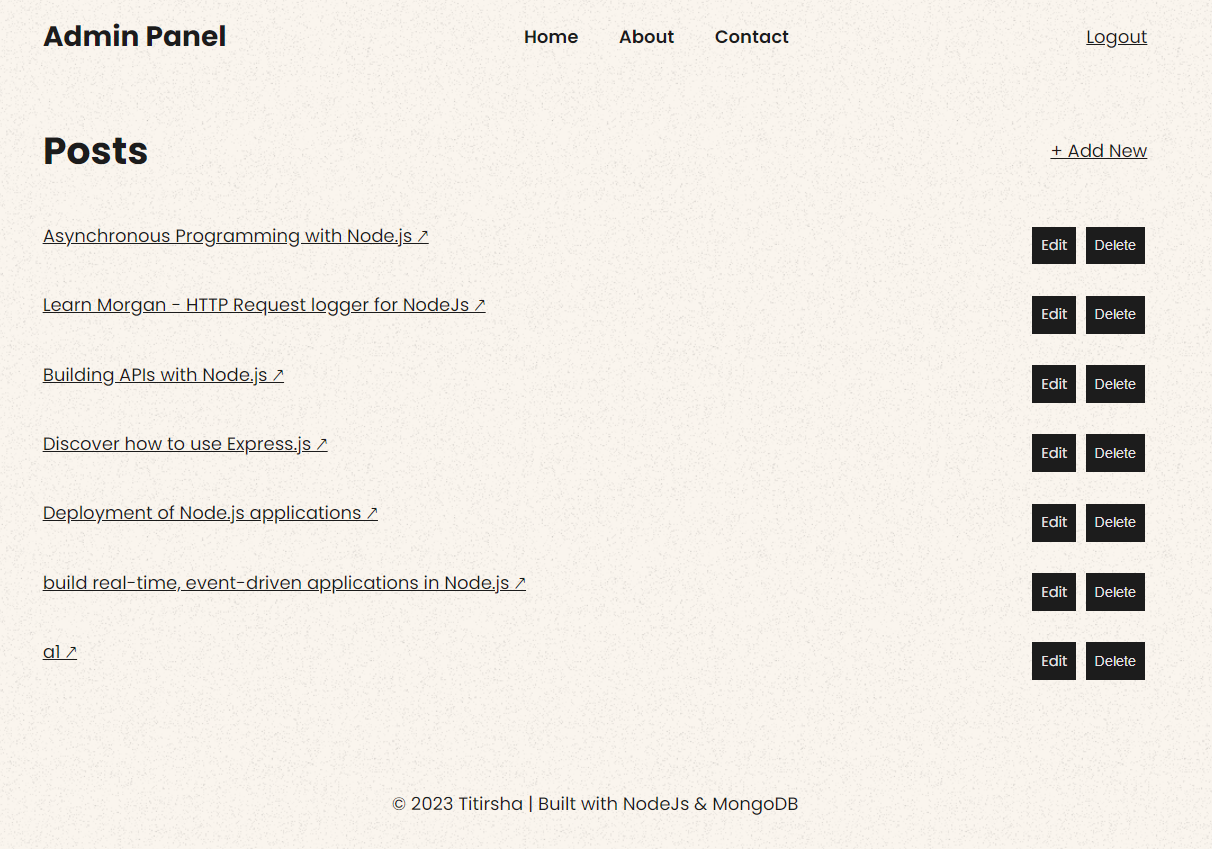 Admin Panel Home About Contact Logout
Posts + Add New
Asynchronous Programming with Node.js ↗ Edit Delete
Learn Morgan - HTTP Request logger for NodeJs ↗ Edit Delete
Building APIs with Node.js ↗ Edit Delete
Discover how to use Express.js ↗ Edit Delete
Deployment of Node.js applications ↗ Edit Delete
build real-time, event-driven applications in Node.js ↗ Edit Delete
a1 ↗ Edit Delete
© 2023 Titirsha | Built with NodeJs & MongoDB